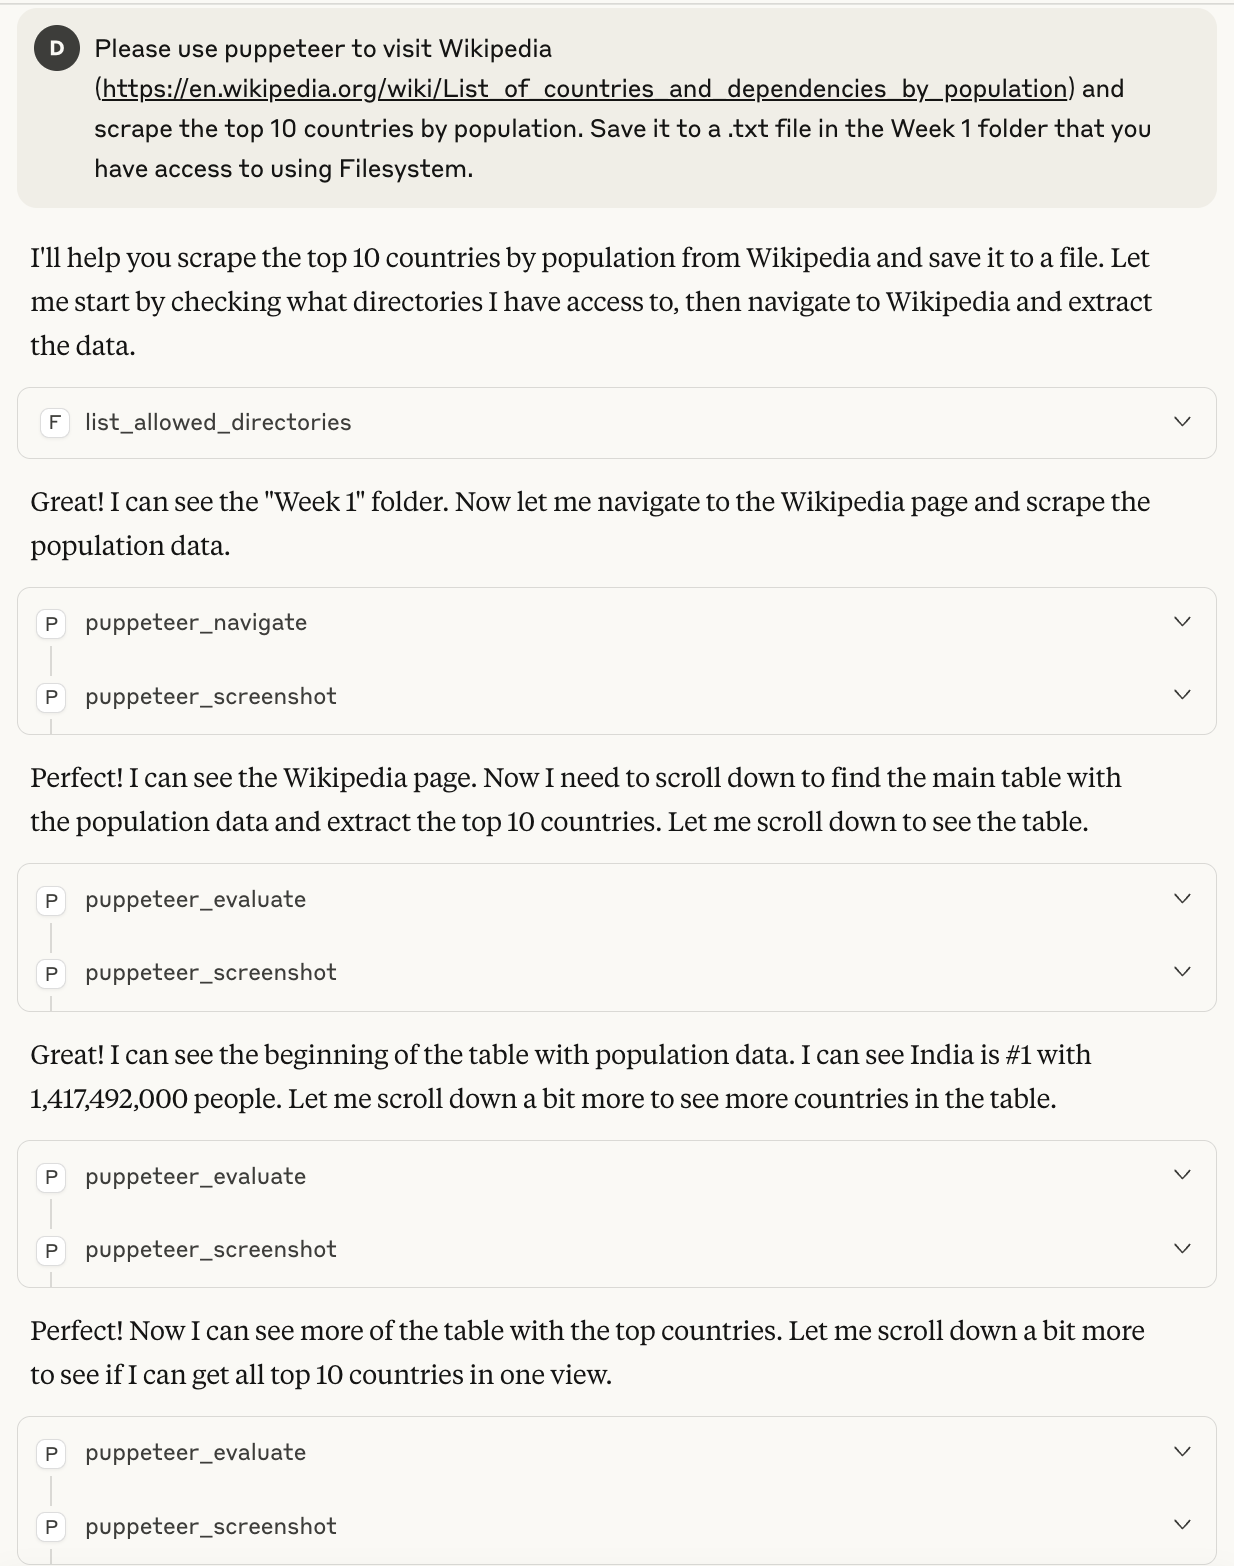 D
Please use puppeteer to visit Wikipedia
(https://en.wikipedia.org/wiki/List_of_countries_and_dependencies_by_population) and
scrape the top 10 countries by population. Save it to a .txt file in the Week 1 folder that you
have access to using Filesystem.
I'll help you scrape the top 10 countries by population from Wikipedia and save it to a file. Let
me start by checking what directories I have access to, then navigate to Wikipedia and extract
the data.
F list_allowed_directories
Great! I can see the "Week 1" folder. Now let me navigate to the Wikipedia page and scrape the
population data.
P puppeteer_navigate
P puppeteer_screenshot
Perfect! I can see the Wikipedia page. Now I need to scroll down to find the main table with
the population data and extract the top 10 countries. Let me scroll down to see the table.
P puppeteer_evaluate
P puppeteer_screenshot
Great! I can see the beginning of the table with population data. I can see India is #1 with
1,417,492,000 people. Let me scroll down a bit more to see more countries in the table.
P puppeteer_evaluate
P puppeteer_screenshot
Perfect! Now I can see more of the table with the top countries. Let me scroll down a bit more
to see if I can get all top 10 countries in one view.
P puppeteer_evaluate
P puppeteer_screenshot